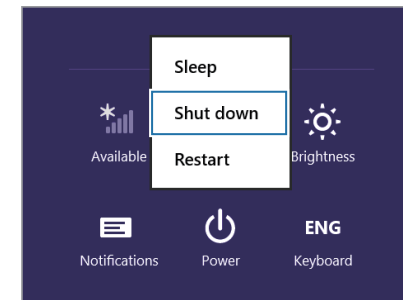 Sleep
Shut down
Restart
Available
Brightness
ENG
Notifications
Power
Keyboard